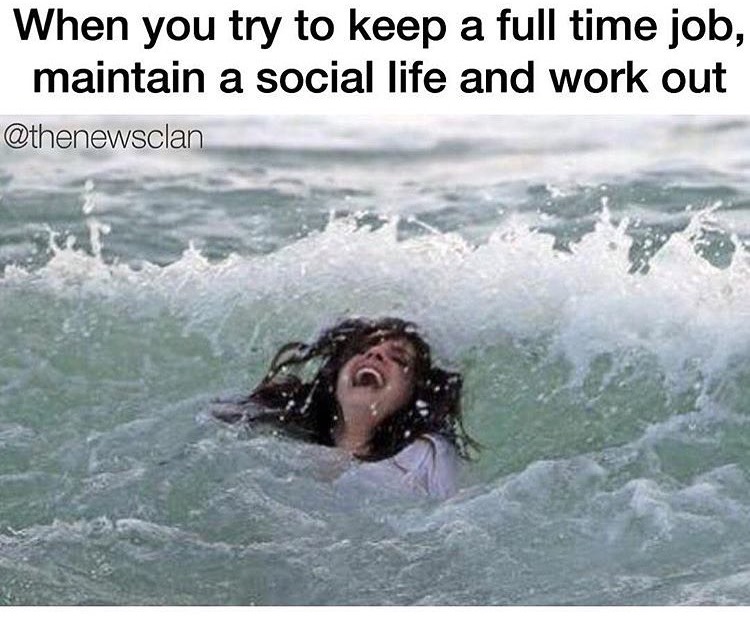 When you try to keep a full time job,
maintain a social life and work out
@thenewsclan